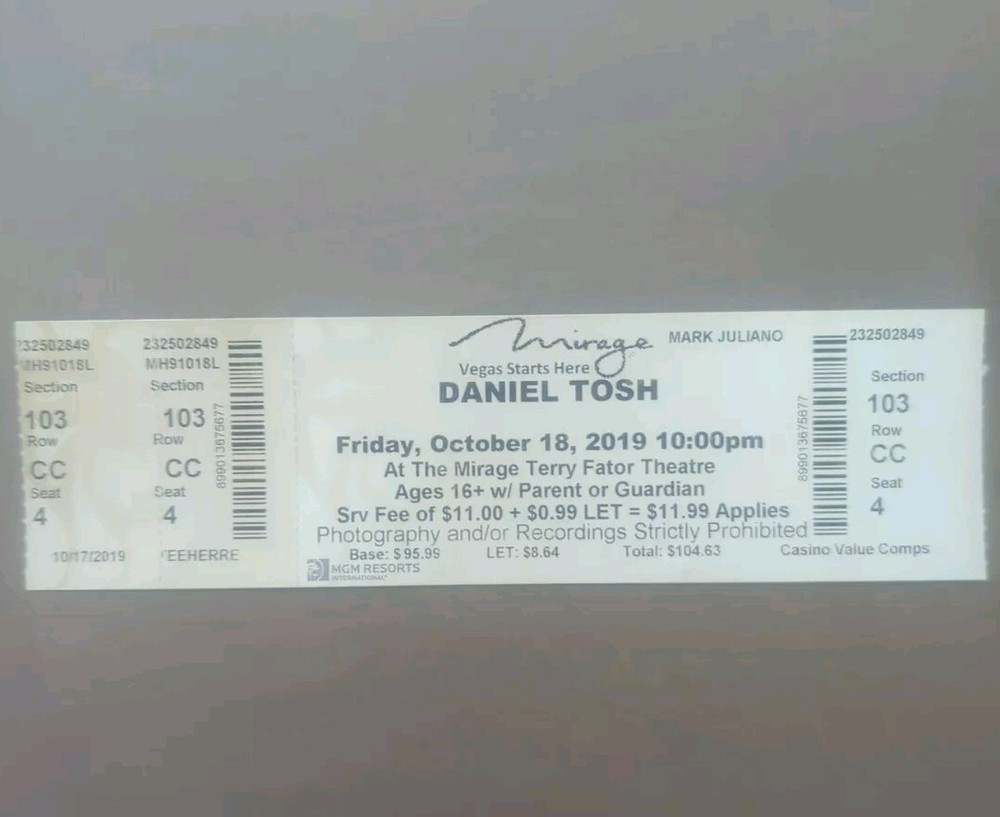 232502849
MH91018L
Section
103
Row
CC
Seat
4
10/17/2019
232502849
MH91018L
Section
103
Row
CC
Seat
4
EEHERRE
899013675677
Mirage
MARK JULIANO
Vegas Starts Here
DANIEL TOSH
Friday, October 18, 2019 10:00pm
At The Mirage Terry Fator Theatre
Ages 16+ w/ Parent or Guardian
Srv Fee of $11.00 + $0.99 LET = $11.99 Applies
Photography and/or Recordings Strictly Prohibited
Base: $95.99 LET: $8.64 Total: $104.63 Casino Value Comps
MGM RESORTS
INTERNATIONAL
899013675677
232502849
Section
103
Row
CC
Seat
4